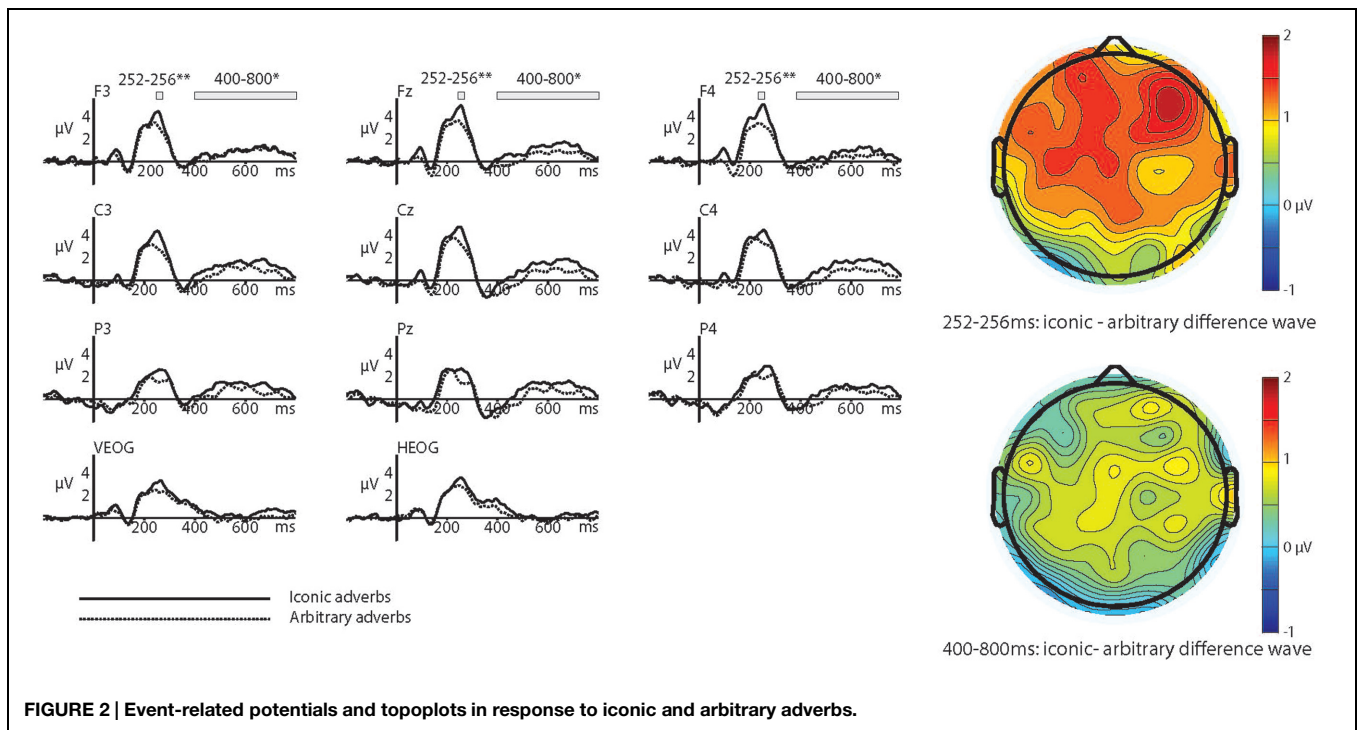 252-256** 400-800* 252-256** 400-800* 252-256** 400-800*
F3 Fz F4
4 4 4
μV μV μV
2 2 2
200 400 600 ms 200 400 600 ms 200 400 600 ms
C3 Cz C4
μV 4 μV 4 μV 4
2 2 2
200 600 ms 200 400 600 ms 200 400 600 ms
P3 Pz P4
4 4 4
μV μV μV
2 2 2
200 400 600 ms 200 400 600 ms 200 400 600 ms
VEOG HEOG
4 4
μV μV
2 2
200 400 600 ms 200 400 600 ms
Iconic adverbs
Arbitrary adverbs
2
1
0 μV
-1
252-256ms: iconic - arbitrary difference wave
2
1
0 μV
-1
400-800ms: iconic- arbitrary difference wave
FIGURE 2 | Event-related potentials and topoplots in response to iconic and arbitrary adverbs.